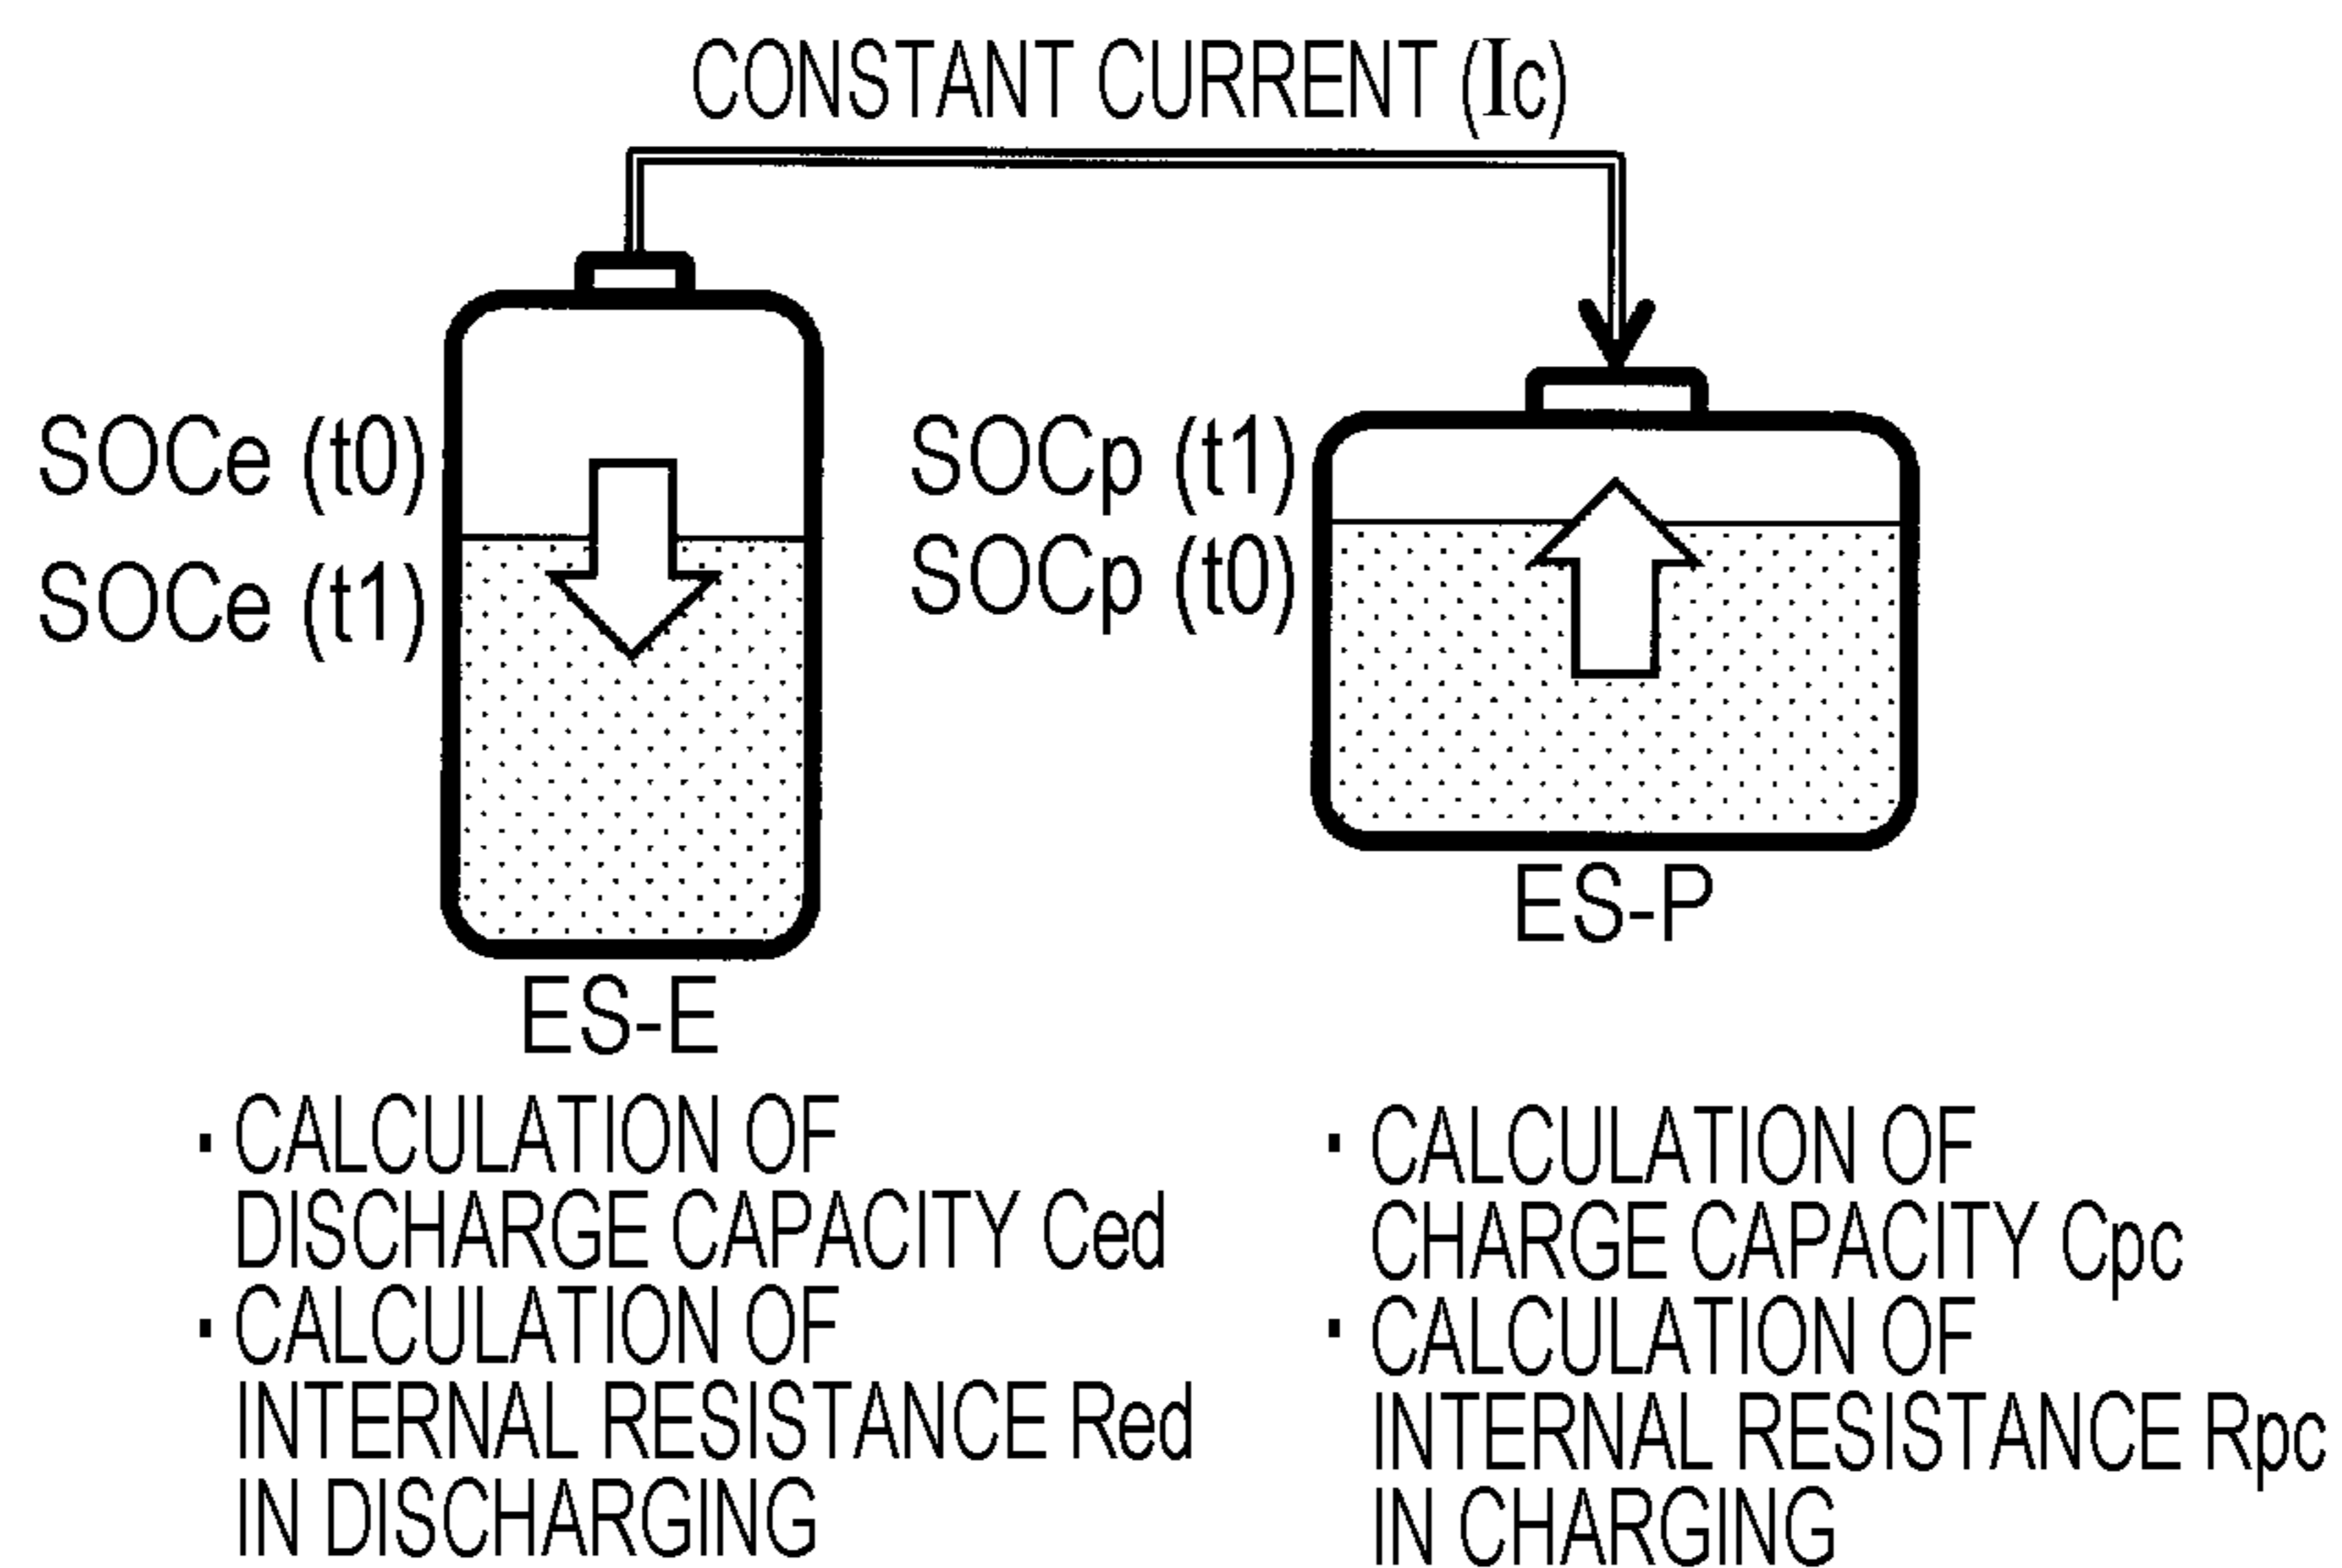 CONSTANT CURRENT (Ic)
SOCe (t0)
SOCe (t1)
SOCp (t1)
SOCp (t0)
ES-E
ES-P
· CALCULATION OF
DISCHARGE CAPACITY Ced
· CALCULATION OF
INTERNAL RESISTANCE Red
IN DISCHARGING
· CALCULATION OF
CHARGE CAPACITY Cpc
· CALCULATION OF
INTERNAL RESISTANCE Rpc
IN CHARGING